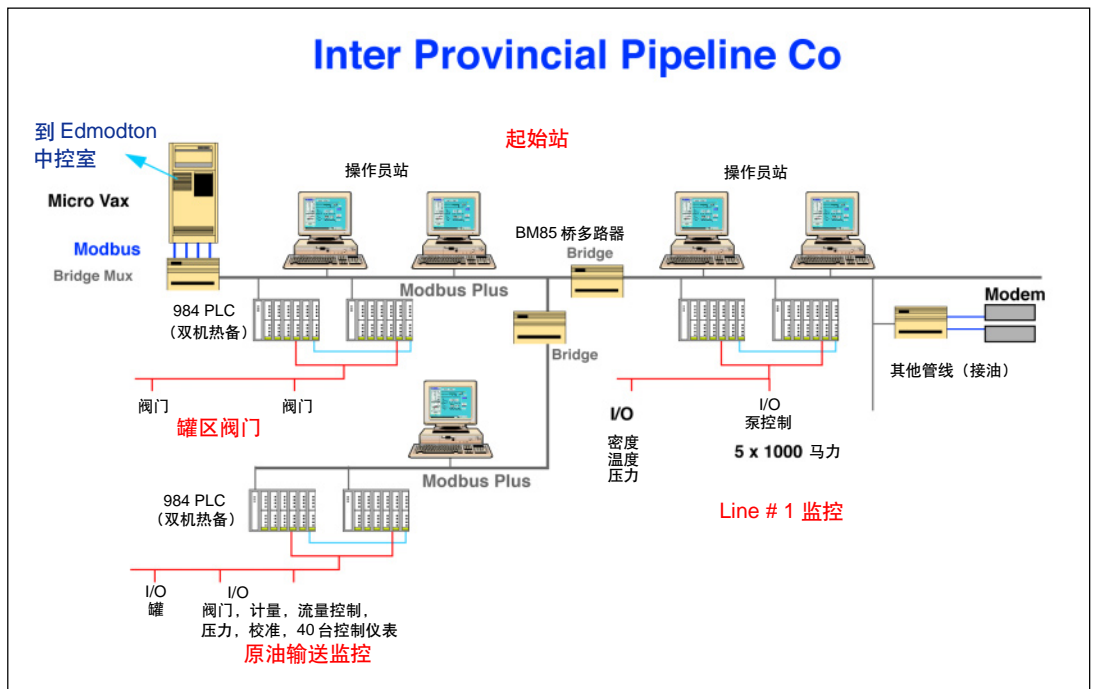 Inter Provincial Pipeline Co
到 Edmodton
中控室
Micro Vax
Modbus
Bridge Mux
起始站
操作员站
操作员站
BM85 桥多路器
Bridge
Modbus Plus
984 PLC
（双机热备）
Bridge
Modem
其他管线（接油）
阀门
阀门
罐区阀门
I/O
密度
温度
压力
I/O
泵控制
5 x 1000 马力
Line # 1 监控
Modbus Plus
984 PLC
（双机热备）
I/O
罐
I/O
阀门，计量，流量控制，
压力，校准，40 台控制仪表
原油输送监控